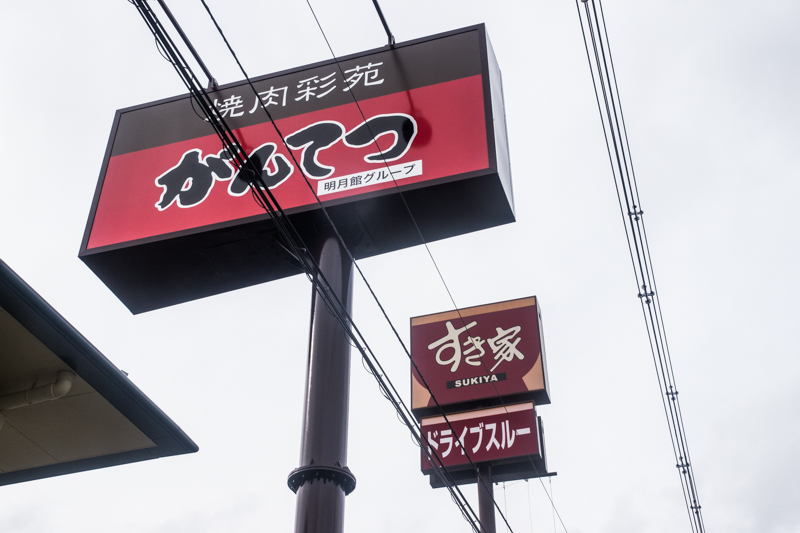 焼肉彩苑
がんてつ
明月館グループ
すき家
SUKIYA
ドライブスルー